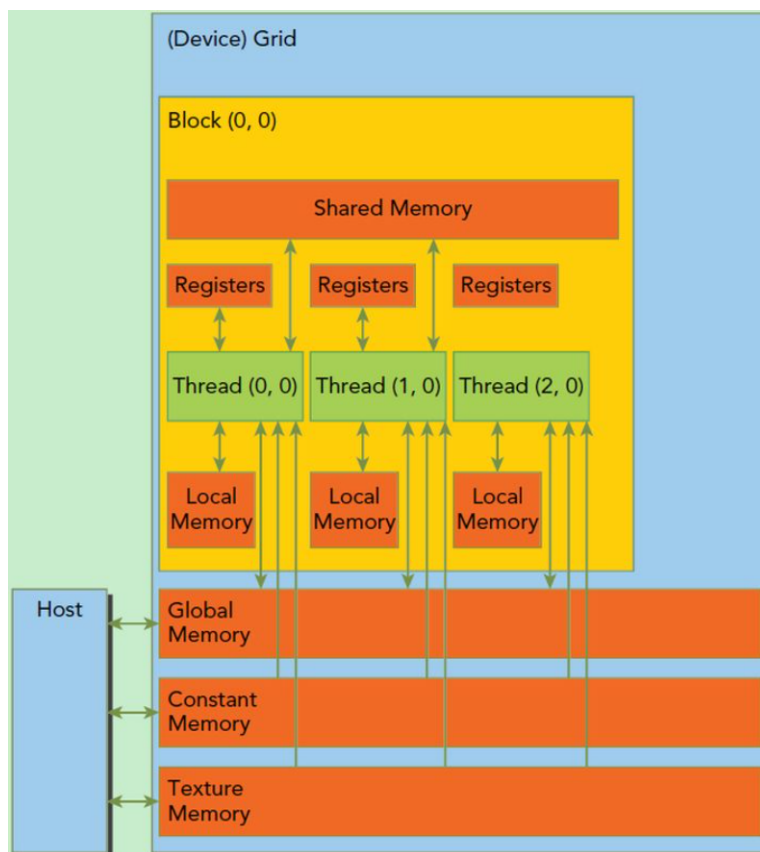 (Device) Grid
Block (0, 0)
Shared Memory
Registers
Registers
Registers
Thread (0, 0)
Thread (1, 0)
Thread (2, 0)
Local
Memory
Local
Memory
Local
Memory
Host
Global
Memory
Constant
Memory
Texture
Memory